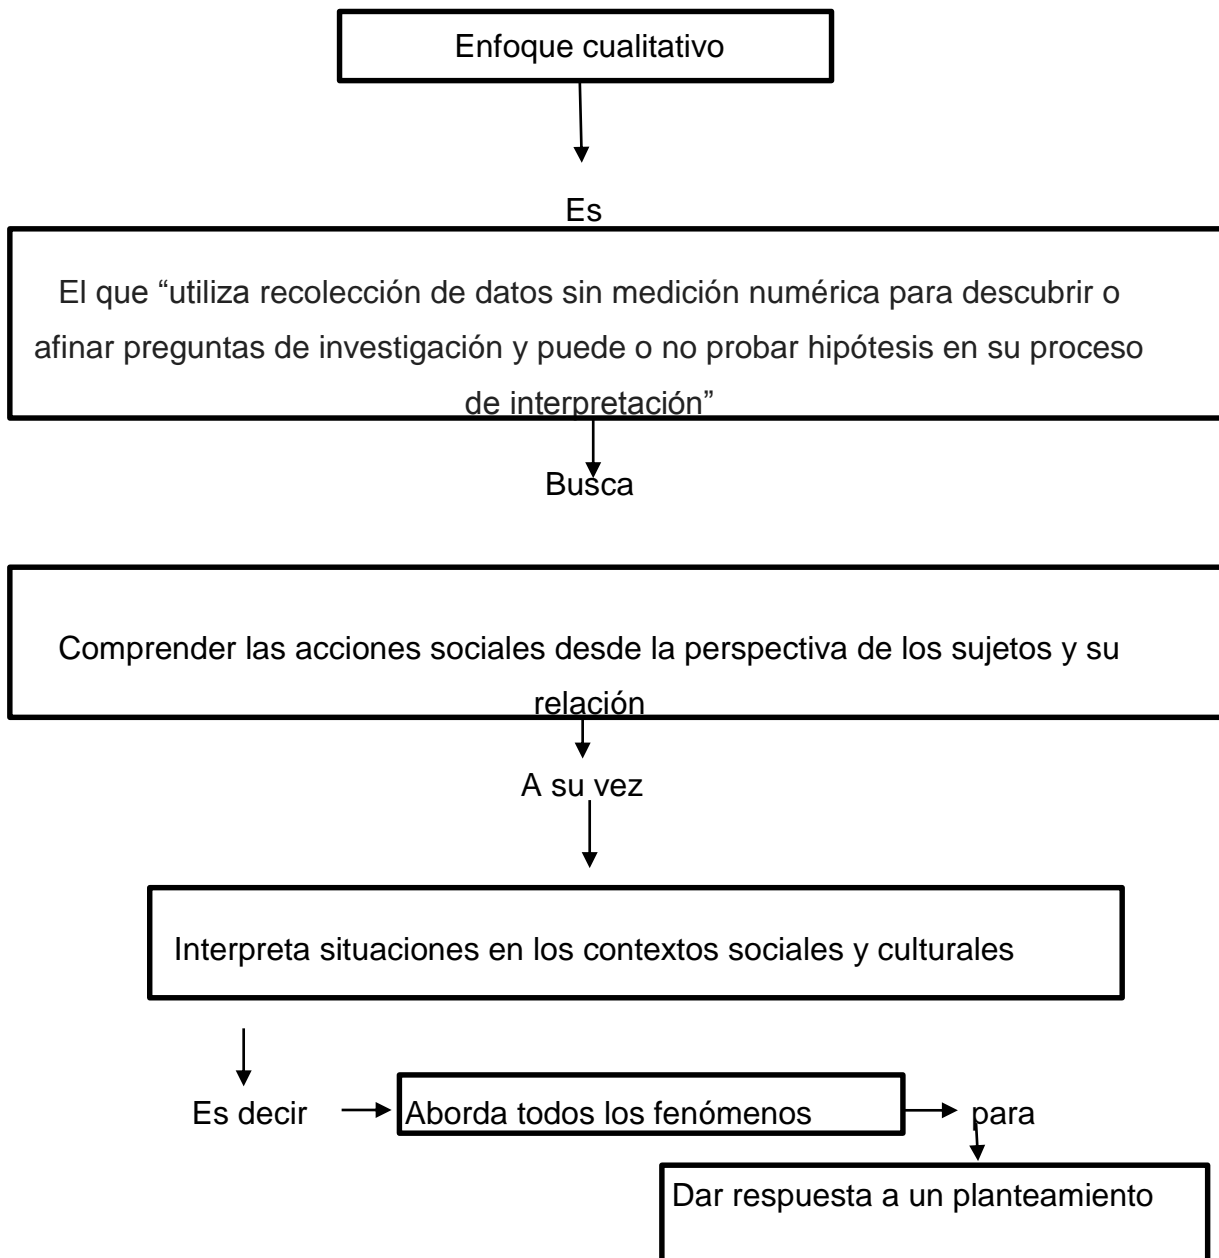 Enfoque cualitativo
Es
El que “utiliza recolección de datos sin medición numérica para descubrir o
afinar preguntas de investigación y puede o no probar hipótesis en su proceso
de interpretación”
Busca
Comprender las acciones sociales desde la perspectiva de los sujetos y su
relación
A su vez
Interpreta situaciones en los contextos sociales y culturales
Es decir
Aborda todos los fenómenos
para
Dar respuesta a un planteamiento